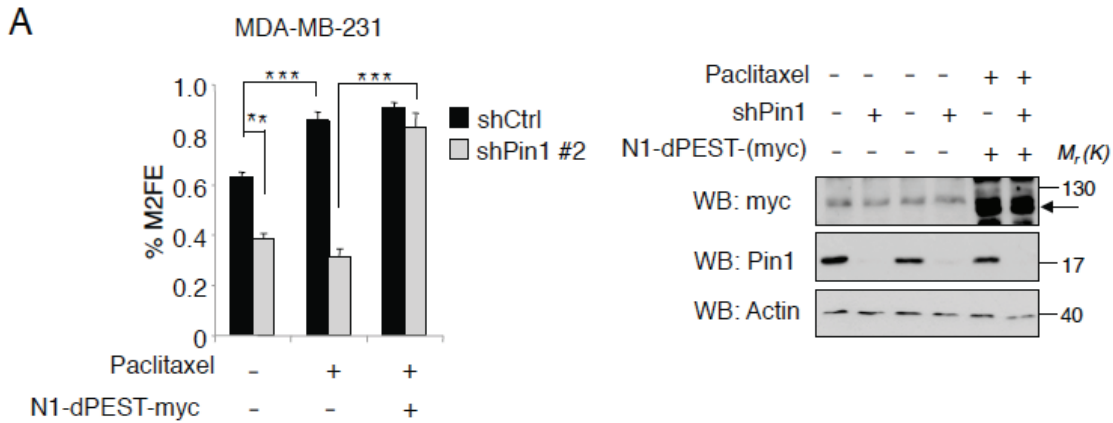 A
MDA-MB-231
% M2FE
1.0
0.8
0.6
0.4
0.2
0
***
***
**
shCtrl
shPin1 #2
Paclitaxel - + +
N1-dPEST-myc - - +
Paclitaxel - - - - + +
shPin1 - + - + - +
N1-dPEST-(myc) - - - - + + Mr(K)
WB: myc 130
WB: Pin1 17
WB: Actin 40